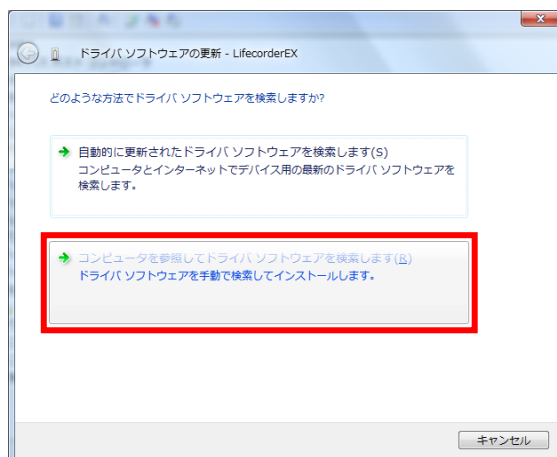 ドライバ ソフトウェアの更新 - LifecorderEX
どのような方法でドライバ ソフトウェアを検索しますか?
自動的に更新されたドライバ ソフトウェアを検索します(S)
コンピュータとインターネットでデバイス用の最新のドライバ ソフトウェアを
検索します。
コンピュータを参照してドライバ ソフトウェアを検索します(R)
ドライバ ソフトウェアを手動で検索してインストールします。
キャンセル